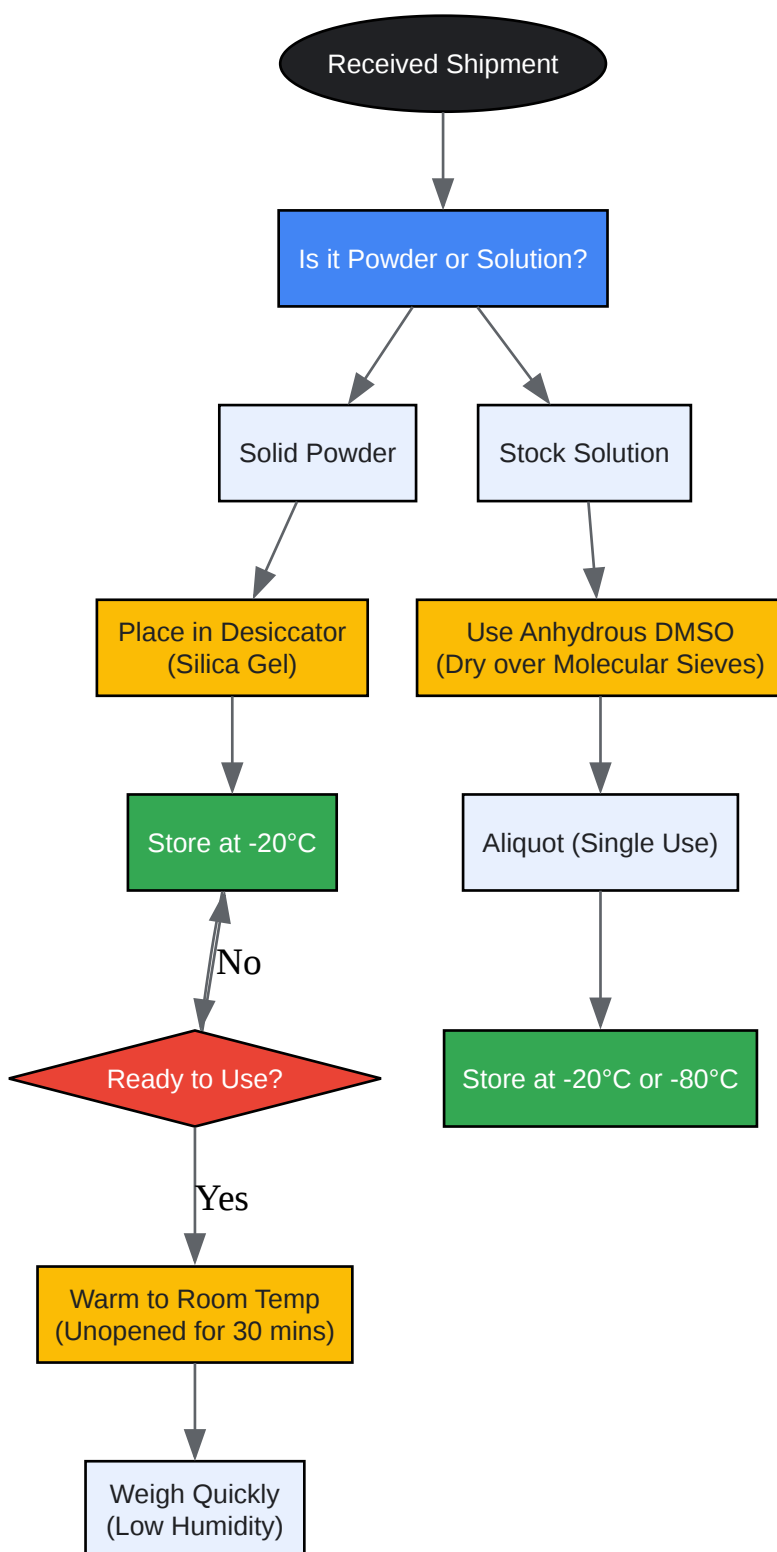 Received Shipment
Is it Powder or Solution?
Solid Powder
Stock Solution
Place in Desiccator
(Silica Gel)
Use Anhydrous DMSO
(Dry over Molecular Sieves)
Store at -20°C
Aliquot (Single Use)
No
Ready to Use?
Store at -20°C or -80°C
Yes
Warm to Room Temp
(Unopened for 30 mins)
Weigh Quickly
(Low Humidity)